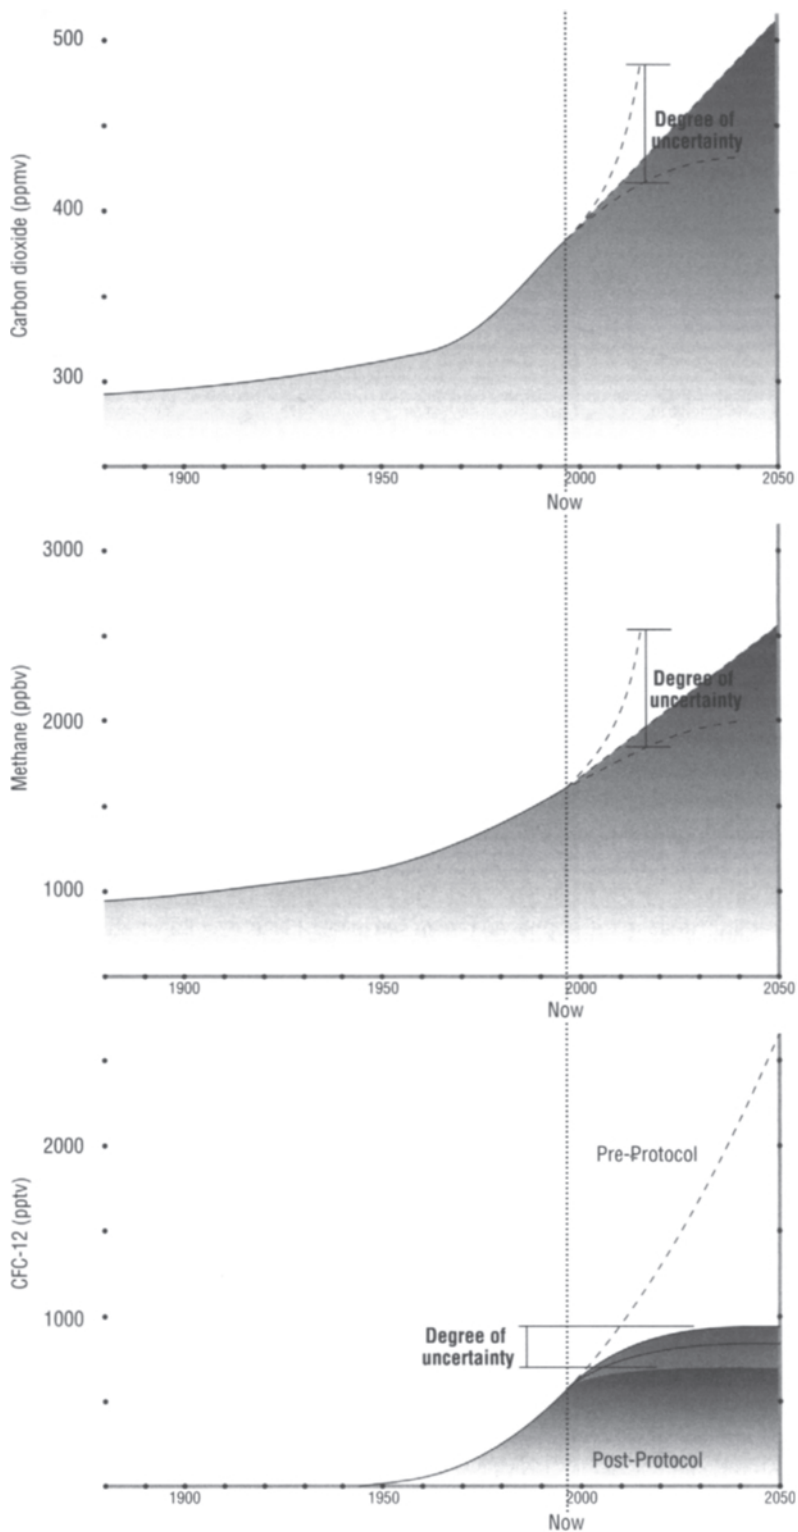 500
400
300
Carbon dioxide (ppmv)
Degree of
uncertainty
1900
1950
2000
2050
Now
3000
2000
1000
Methane (ppbv)
Degree of
uncertainty
1900
1950
2000
2050
Now
2000
1000
CFC-12 (pptv)
Pre-Protocol
Degree of
uncertainty
Post-Protocol
1900
1950
2000
2050
Now